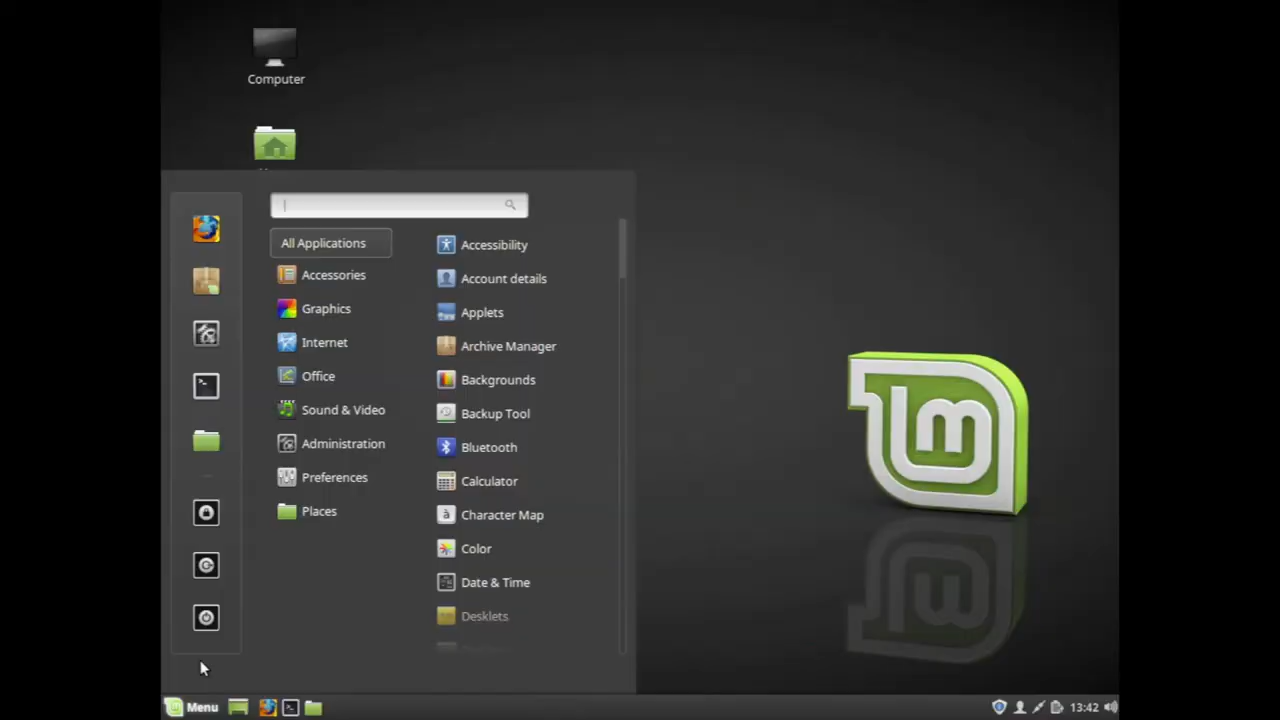 Computer
All Applications
Accessories
Graphics
Internet
Office
Sound & Video
Administration
Preferences
Places
Accessibility
Account details
Applets
Archive Manager
Backgrounds
Backup Tool
Bluetooth
Calculator
Character Map
Color
Date & Time
Desklets
Menu
13:42